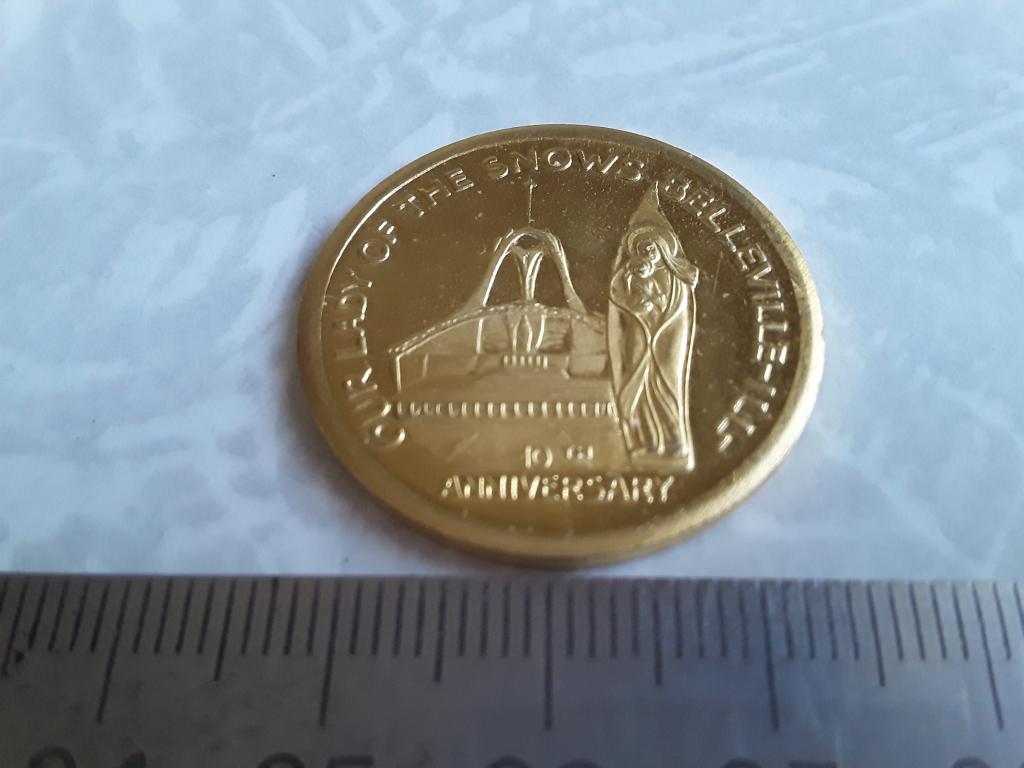 OUR LADY OF THE SNOWS BELLEVILLE-ILL
10TH
ANNIVERSARY